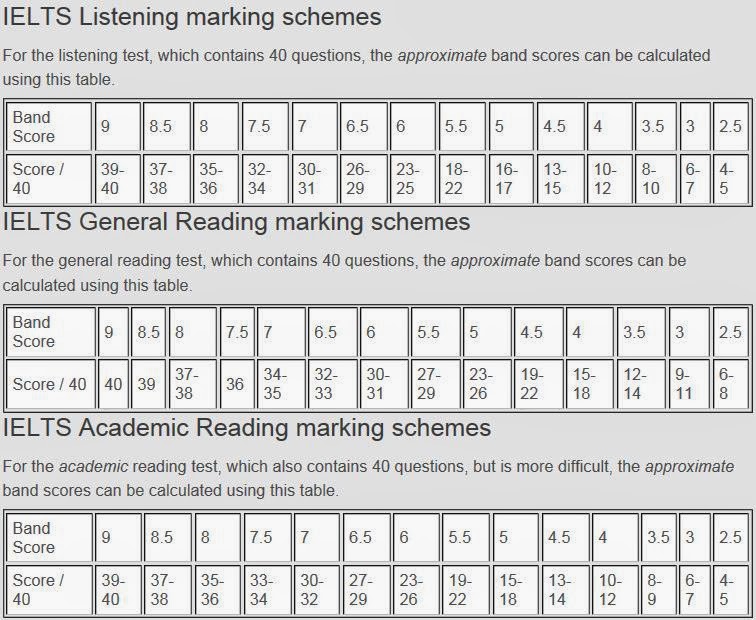 IELTS Listening marking schemes
For the listening test, which contains 40 questions, the approximate band scores can be calculated
using this table.
Band Score 9 8.5 8 7.5 7 6.5 6 5.5 5 4.5 4 3.5 3 2.5
Score / 40 39-40 37-38 35-36 32-34 30-31 26-29 23-25 18-22 16-17 13-15 10-12 8-10 6-7 4-5
IELTS General Reading marking schemes
For the general reading test, which contains 40 questions, the approximate band scores can be
calculated using this table.
Band Score 9 8.5 8 7.5 7 6.5 6 5.5 5 4.5 4 3.5 3 2.5
Score / 40 40 39 37-38 36 34-35 32-33 30-31 27-29 23-26 19-22 15-18 12-14 9-11 6-8
IELTS Academic Reading marking schemes
For the academic reading test, which also contains 40 questions, but is more difficult, the approximate
band scores can be calculated using this table.
Band Score 9 8.5 8 7.5 7 6.5 6 5.5 5 4.5 4 3.5 3 2.5
Score / 40 39-40 37-38 35-36 33-34 30-32 27-29 23-26 19-22 15-18 13-14 10-12 8-9 6-7 4-5